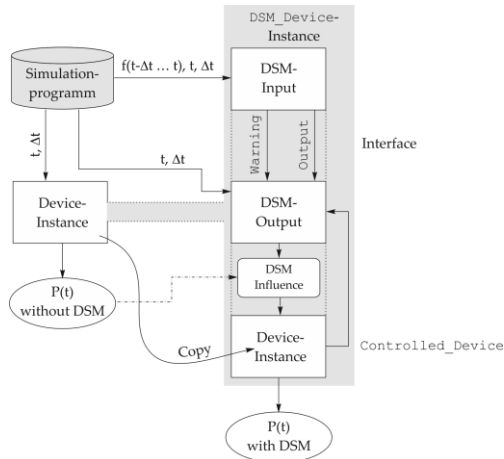 DSM_Device-
Instance
Simulation-
programm
f(t-Δt ... t), t, Δt
DSM-
Input
t, Δt
t, Δt
Warning
Output
Interface
Device-
Instance
DSM-
Output
P(t)
without DSM
DSM
Influence
Copy
Device-
Instance
Controlled_Device
P(t)
with DSM